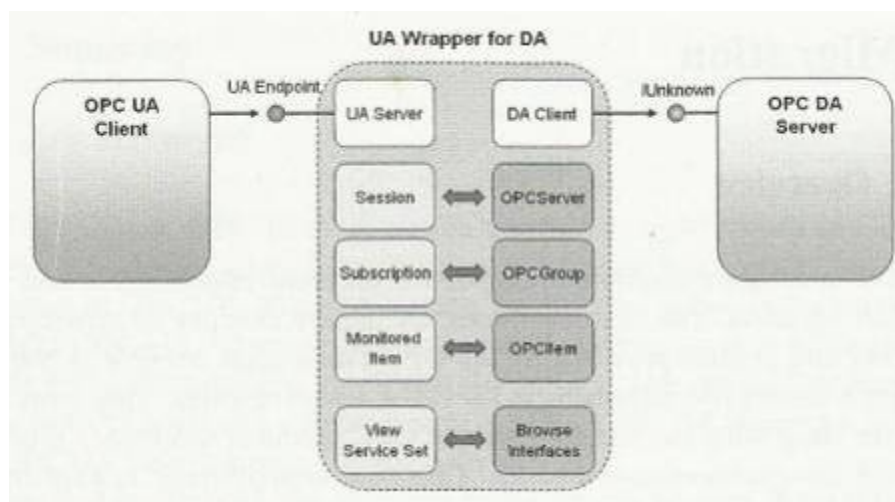 UA Wrapper for DA
OPC UA
Client
UA Endpoint
UA Server
DA Client
IUnknown
OPC DA
Server
Session
OPCServer
Subscription
OPCGroup
Monitored
Item
OPCItem
View
Service Set
Browse
Interfaces